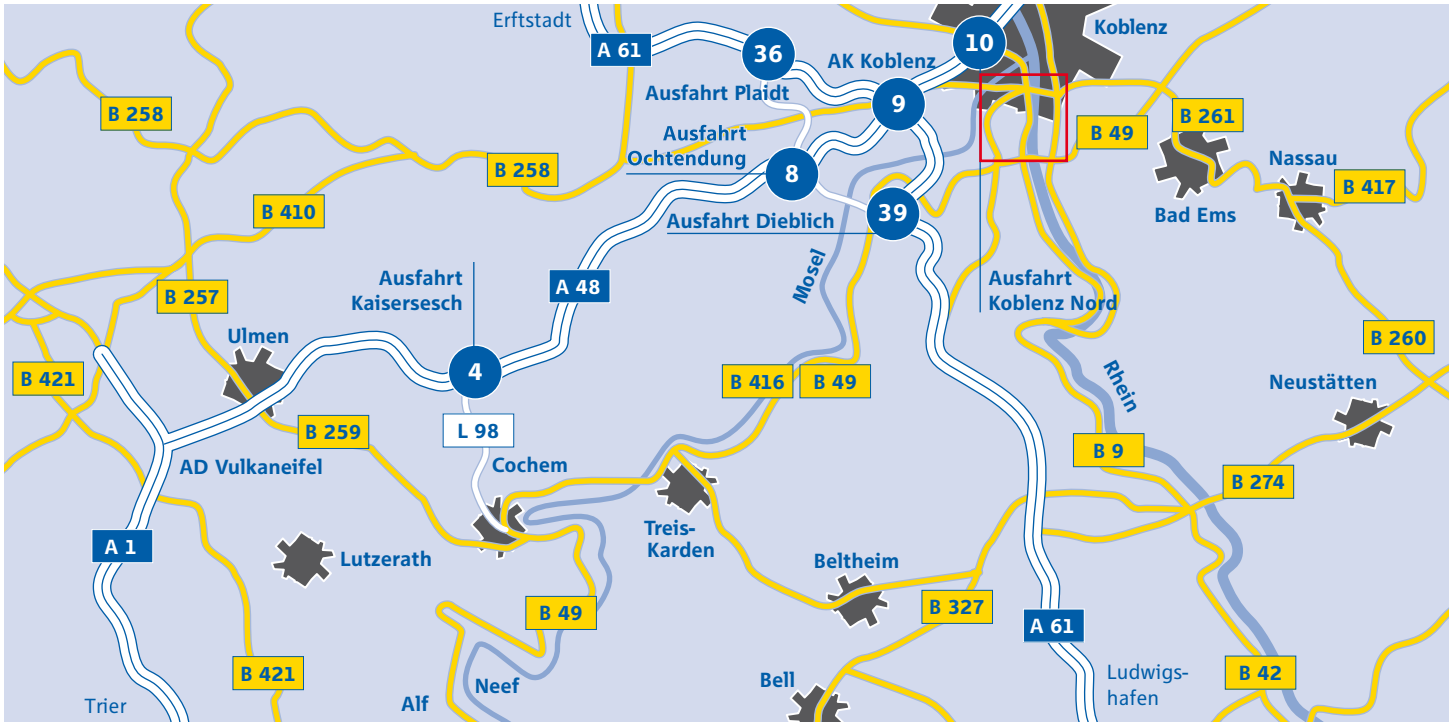 Erftstadt
Koblenz
10
A 61
36
AK Koblenz
Ausfahrt Plaidt
9
B 258
B 261
B 49
Ausfahrt
Ochtendung
8
B 258
Nassau
B 417
B 410
39
Ausfahrt Dieblich
Bad Ems
Mosel
Ausfahrt
Kaisersesch
A 48
Ausfahrt
Koblenz Nord
B 257
Ulmen
B 260
4
B 421
B 416
B 49
Rhein
Neustätten
L 98
B 259
B 9
AD Vulkaneifel
Cochem
B 274
Treis-
Karden
A 1
Lutzerath
Beltheim
B 49
B 327
A 61
B 421
Neef
Alf
Bell
Ludwigs-
hafen
B 42
Trier